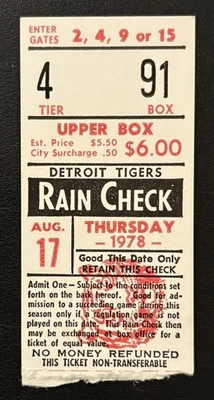 ENTER GATES 2, 4, 9 or 15
4 91
TIER BOX
UPPER BOX
Est. Price $5.50
City Surcharge .50 $6.00
DETROIT TIGERS
RAIN CHECK
AUG. 17 THURSDAY
-1978-
Good This Date Only
RETAIN THIS CHECK
Admit One— Subject to the conditions set
forth on the back hereof. Good for ad-
mission to a succeeding game during
this season only if a regulation game is not
played on above date. Then
this Rain Check may then
be exchanged at box office for a
ticket of equal value.
NO MONEY REFUNDED
THIS TICKET NON-TRANSFERABLE